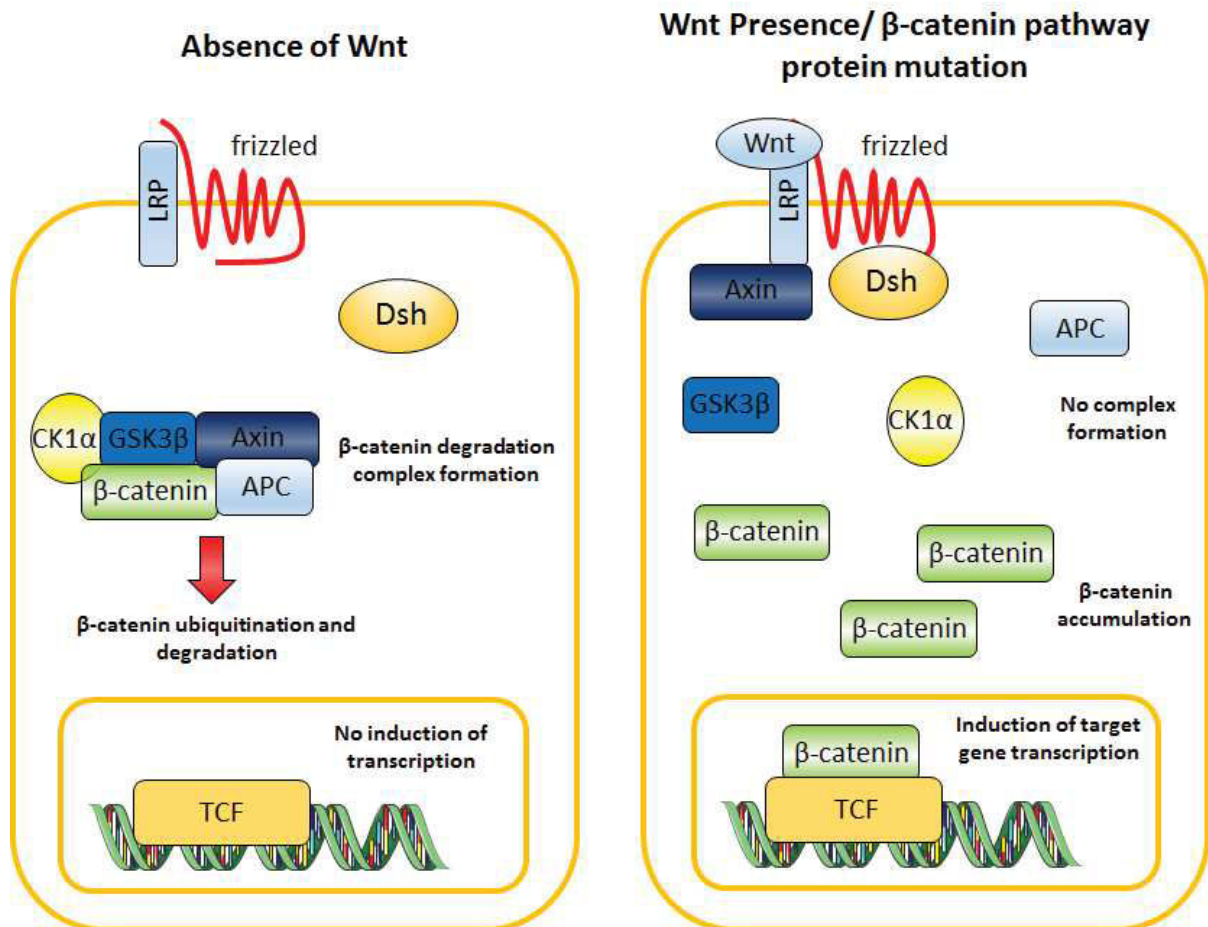 Absence of Wnt
frizzled
LRP
Dsh
CK1α
GSK3β
Axin
β-catenin
APC
β-catenin degradation
complex formation
β-catenin ubiquitination and
degradation
No induction of
transcription
TCF
Wnt Presence/ β-catenin pathway
protein mutation
Wnt
frizzled
LRP
Axin
Dsh
APC
GSK3β
CK1α
No complex
formation
β-catenin
β-catenin
β-catenin
β-catenin
accumulation
Induction of target
gene transcription
β-catenin
TCF